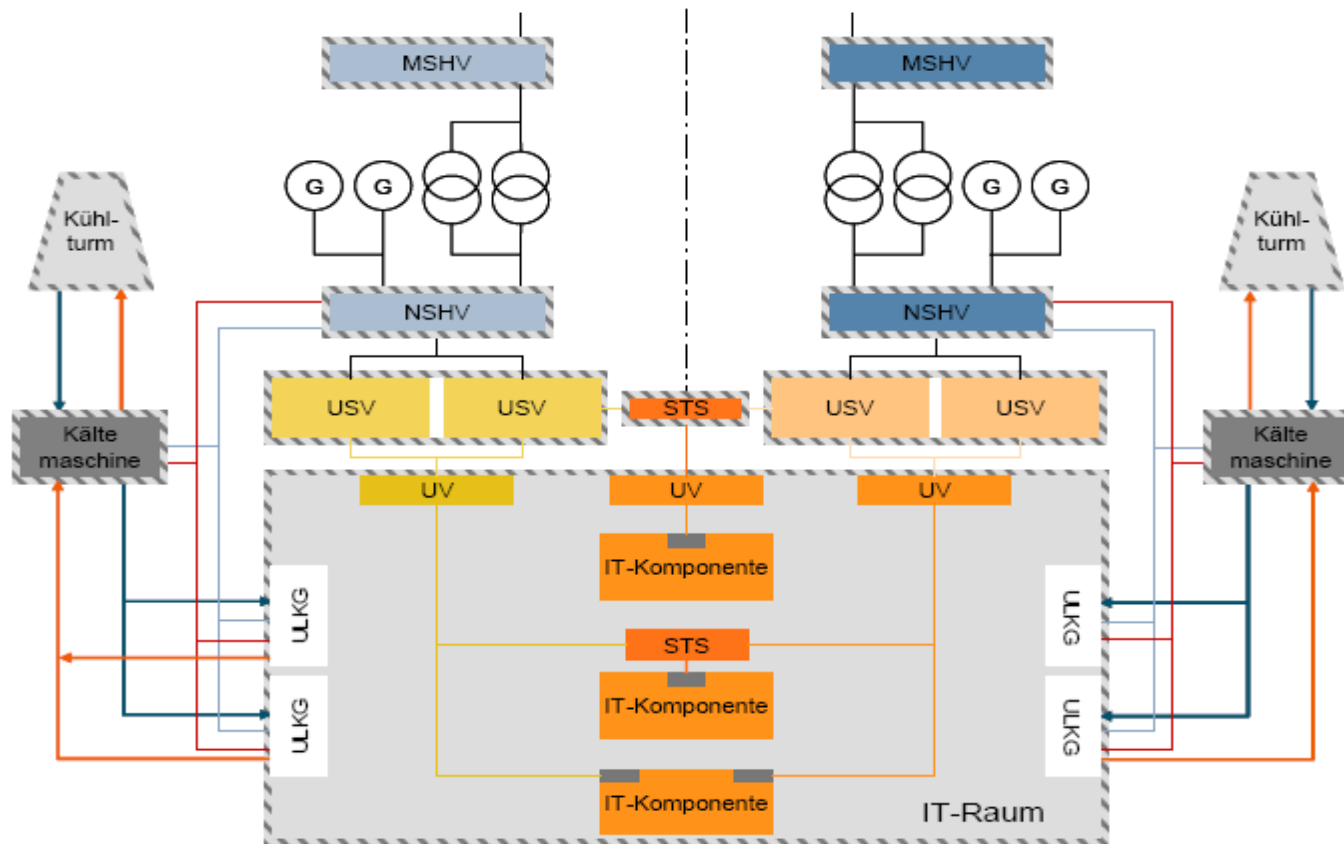 MSHV
MSHV
G
G
G
G
Kühl-
turm
Kühl-
turm
NSHV
NSHV
USV
USV
STS
USV
USV
Kälte
maschine
Kälte
maschine
UV
UV
UV
IT-Komponente
ULKG
ULKG
STS
IT-Komponente
ULKG
ULKG
IT-Komponente
IT-Raum